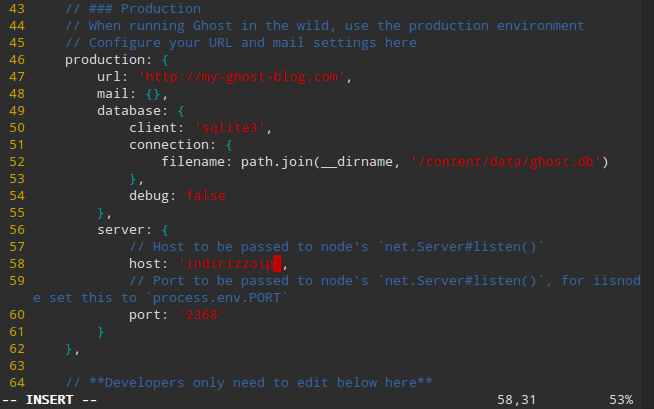 43     // ### Production
44     // When running Ghost in the wild, use the production environment
45     // Configure your URL and mail settings here
46     production: {
47         url: 'http://my-ghost-blog.com',
48         mail: {},
49         database: {
50             client: 'sqlite3',
51             connection: {
52                 filename: path.join(__dirname, '/content/data/ghost.db')
53             },
54             debug: false
55         },
56         server: {
57             // Host to be passed to node's `net.Server#listen()`
58             host: 'indirizzoip',
59             // Port to be passed to node's `net.Server#listen()`, for iisnod
e set this to `process.env.PORT`
60             port: '2368'
61         }
62     },
63
64     // **Developers only need to edit below here**
-- INSERT --                                                  58,31         53%